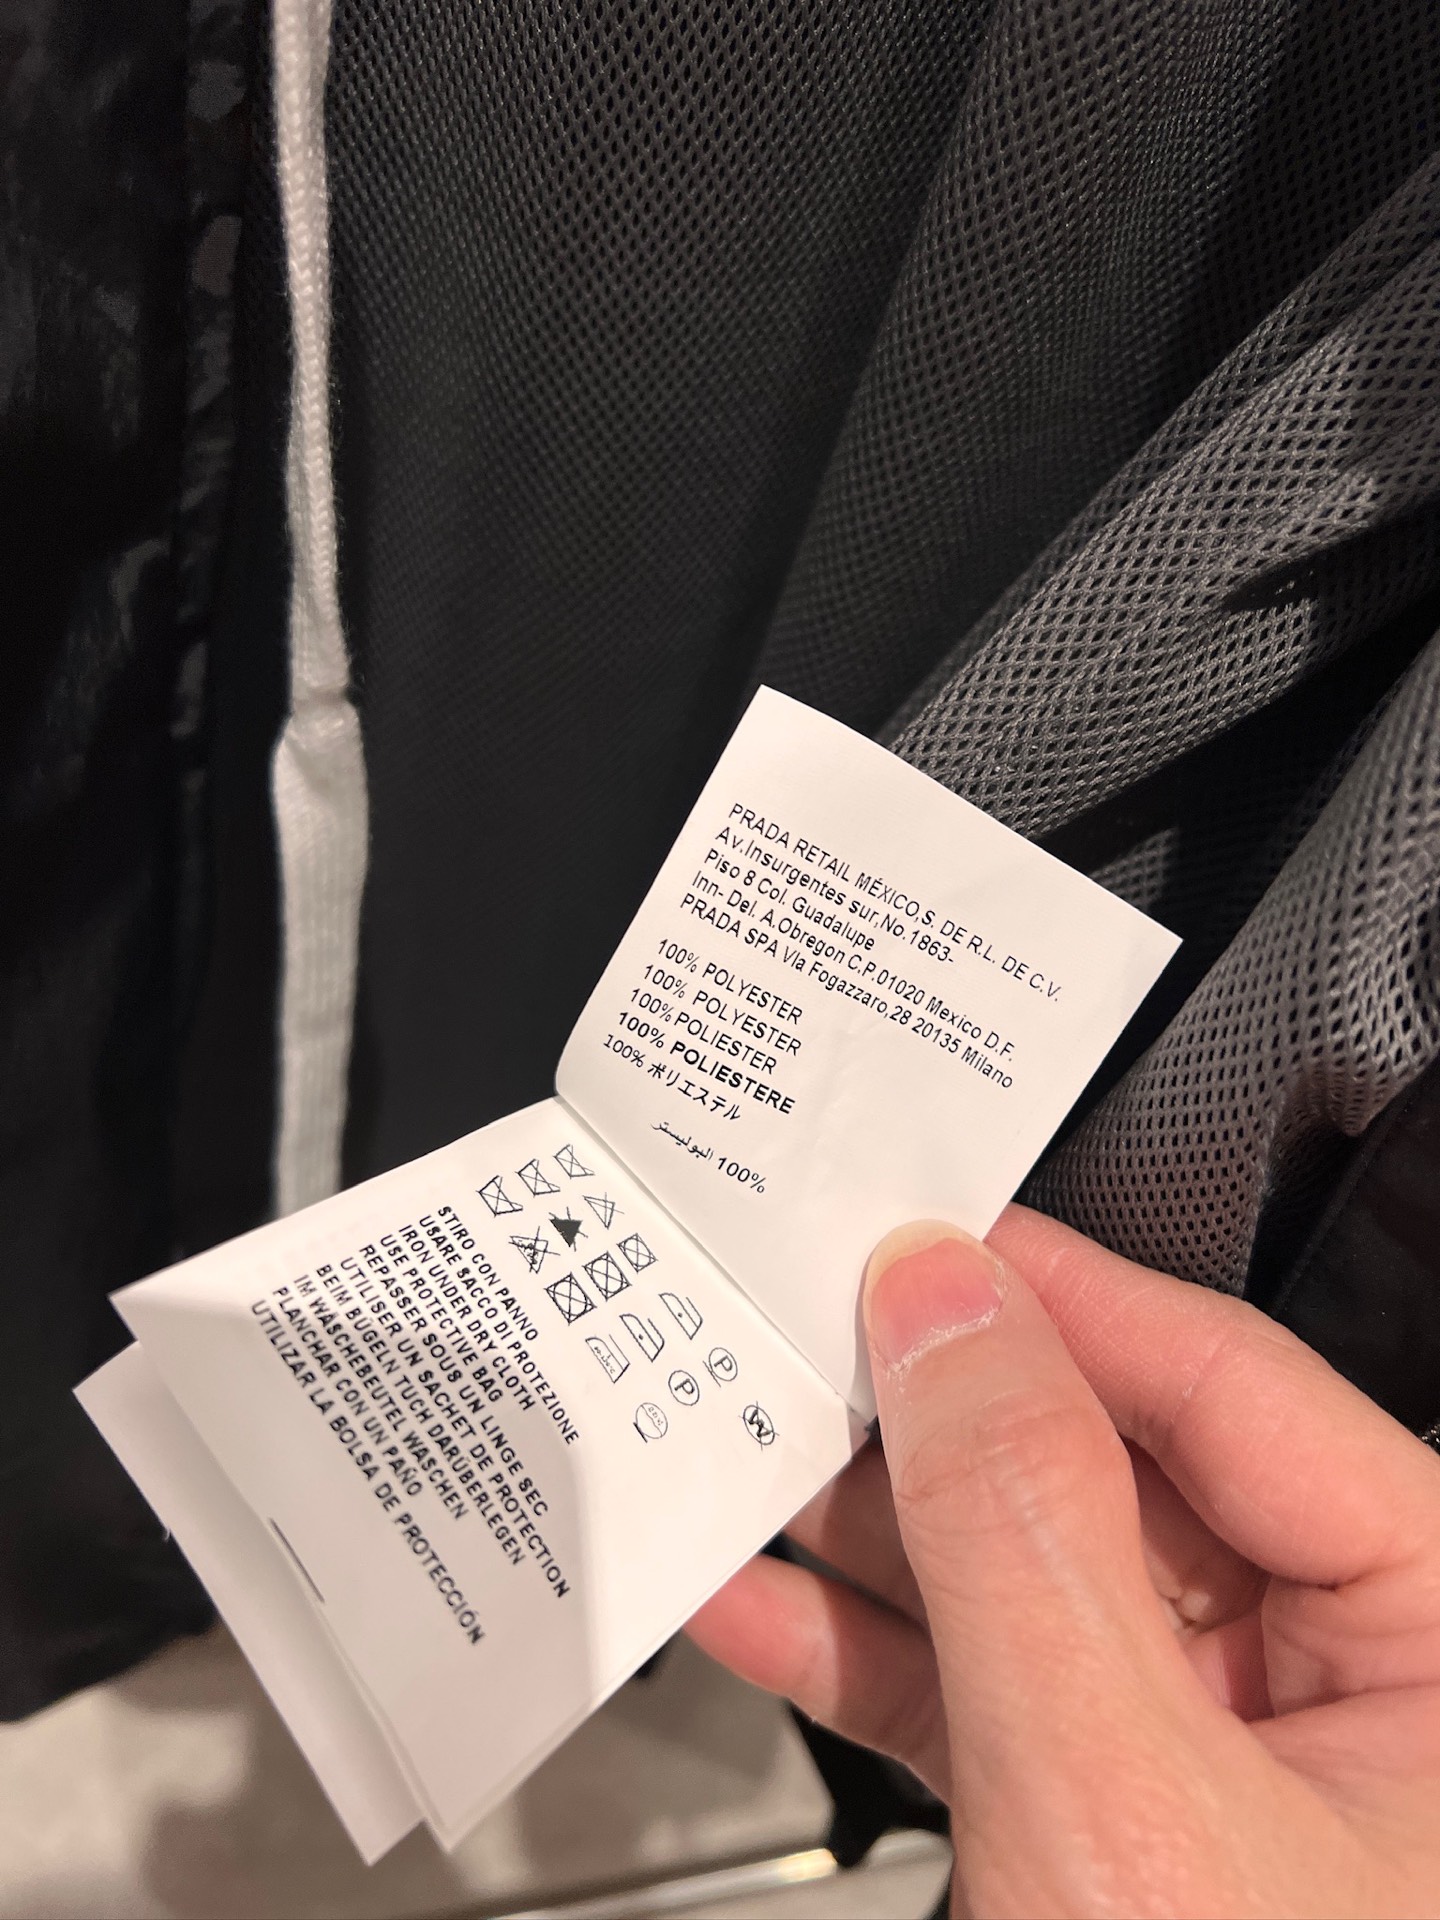 PRADA RETAIL MÉXICO,S. DE R.L. DE C.V.
Av.Insurgentes sur,No.1863-
Piso 8 Col. Guadalupe
Inn- Del. A.Obregon C.P.01020 Mexico D.F.
PRADA SPA VIa Fogazzaro,28 20135 Milano
100% POLYESTER
100% POLYESTER
100% POLIESTER
100% POLIESTERE
100% ポリエステル
البوليستر 100%
P
P
W
STIRO CON PANNO
USARE SACCO DI PROTEZIONE
IRON UNDER DRY CLOTH
USE PROTECTIVE BAG
REPASSER SOUS UN LINGE SEC
UTILISER UN SACHET DE PROTECTION
BEIM BÜGELN TUCH DARÜBERLEGEN
IM WASCHEBEUTEL WASCHEN
PLANCHAR CON UN PAÑO
UTILIZAR LA BOLSA DE PROTECCIÓN